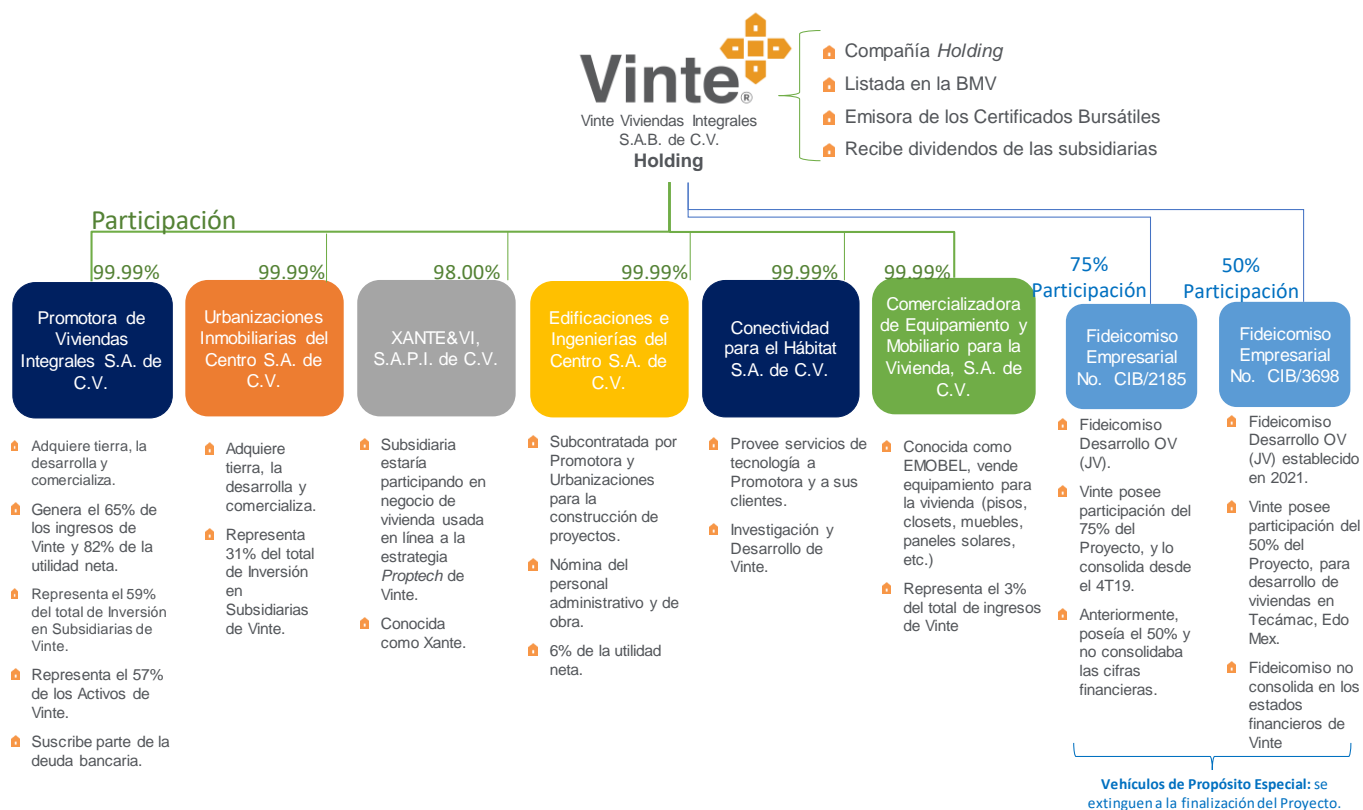 Vinte®
Vinte Viviendas Integrales
S.A.B. de C.V.
Holding
Compañía Holding
Listada en la BMV
Emisora de los Certificados Bursátiles
Recibe dividendos de las subsidiarias
Participación
99.99%
99.99%
98.00%
99.99%
99.99%
99.99%
75%
Participación
50%
Participación
Promotora de
Viviendas
Integrales S.A. de
C.V.
Urbanizaciones
Inmobiliarias del
Centro S.A. de
C.V.
XANTE&VI,
S.A.P.I. de C.V.
Edificaciones e
Ingenierías del
Centro S.A. de
C.V.
Conectividad
para el Hábitat
S.A. de C.V.
Comercializadora
de Equipamiento y
Mobiliario para la
Vivienda, S.A. de
C.V.
Fideicomiso
Empresarial
No. CIB/2185
Fideicomiso
Empresarial
No. CIB/3698
Adquiere tierra, la
desarrolla y
comercializa.
Genera el 65% de
los ingresos de
Vinte y 82% de la
utilidad neta.
Representa el 59%
del total de Inversión
en Subsidiarias de
Vinte.
Representa el 57%
de los Activos de
Vinte.
Suscribe parte de la
deuda bancaria.
Adquiere
tierra, la
desarrolla y
comercializa.
Representa
31% del total
de Inversión
en
Subsidiarias
de Vinte.
Subsidiaria
estaría
participando en
negocio de
vivienda usada
en línea a la
estrategia
Proptech de
Vinte.
Conocida
como Xante.
Subcontratada por
Promotora y
Urbanizaciones
para la
construcción de
proyectos.
Nómina del
personal
administrativo y de
obra.
6% de la utilidad
neta.
Provee servicios de
tecnología a
Promotora y a sus
clientes.
Investigación y
Desarrollo de
Vinte.
Conocida como
EMOBEL, vende
equipamiento para
la vivienda (pisos,
closets, muebles,
paneles solares,
etc.)
Representa el 3%
del total de ingresos
de Vinte
Fideicomiso
Desarrollo OV
(JV).
Vinte posee
participación del
75% del
Proyecto, y lo
consolida desde
el 4T19.
Anteriormente,
poseía el 50% y
no consolidaba
las cifras
financieras.
Fideicomiso
Desarrollo OV
(JV) establecido
en 2021.
Vinte posee
participación del
50% del
Proyecto, para
desarrollo de
viviendas en
Tecámac, Edo
Mex.
Fideicomiso no
consolida en los
estados
financieros de
Vinte
Vehículos de Propósito Especial: se
extinguen a la finalización del Proyecto.